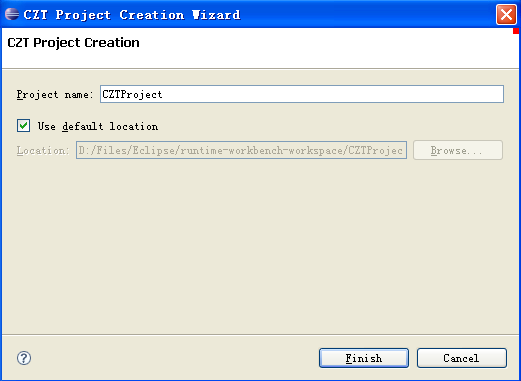 CZT Project Creation Wizard
CZT Project Creation
Project name: CZTProject
Use default location
Location: D:/Files/Eclipse/runtime-workbench-workspace/CZTProjec Browse...
? Finish Cancel